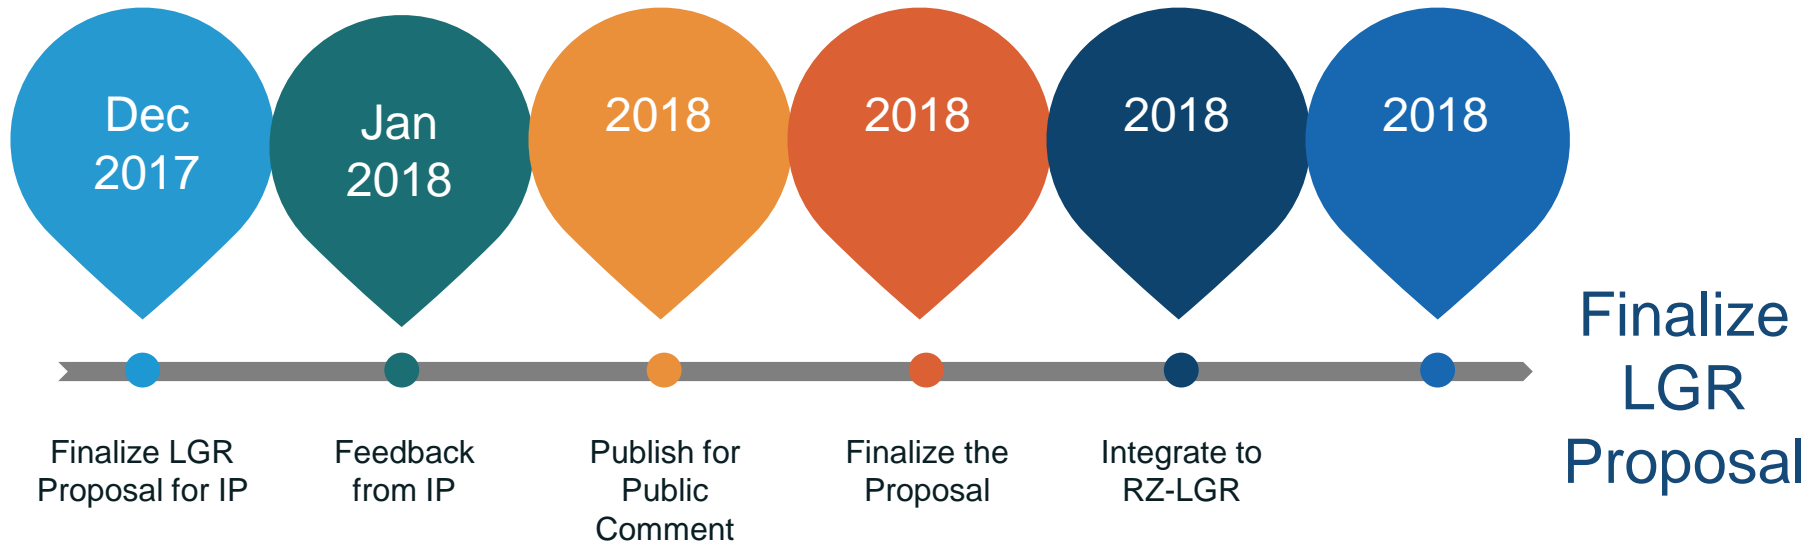 Dec
2017
Jan
2018
2018
2018
2018
2018
Finalize LGR
Proposal for IP
Feedback
from IP
Publish for
Public
Comment
Finalize the
Proposal
Integrate to
RZ-LGR
Finalize
LGR
Proposal